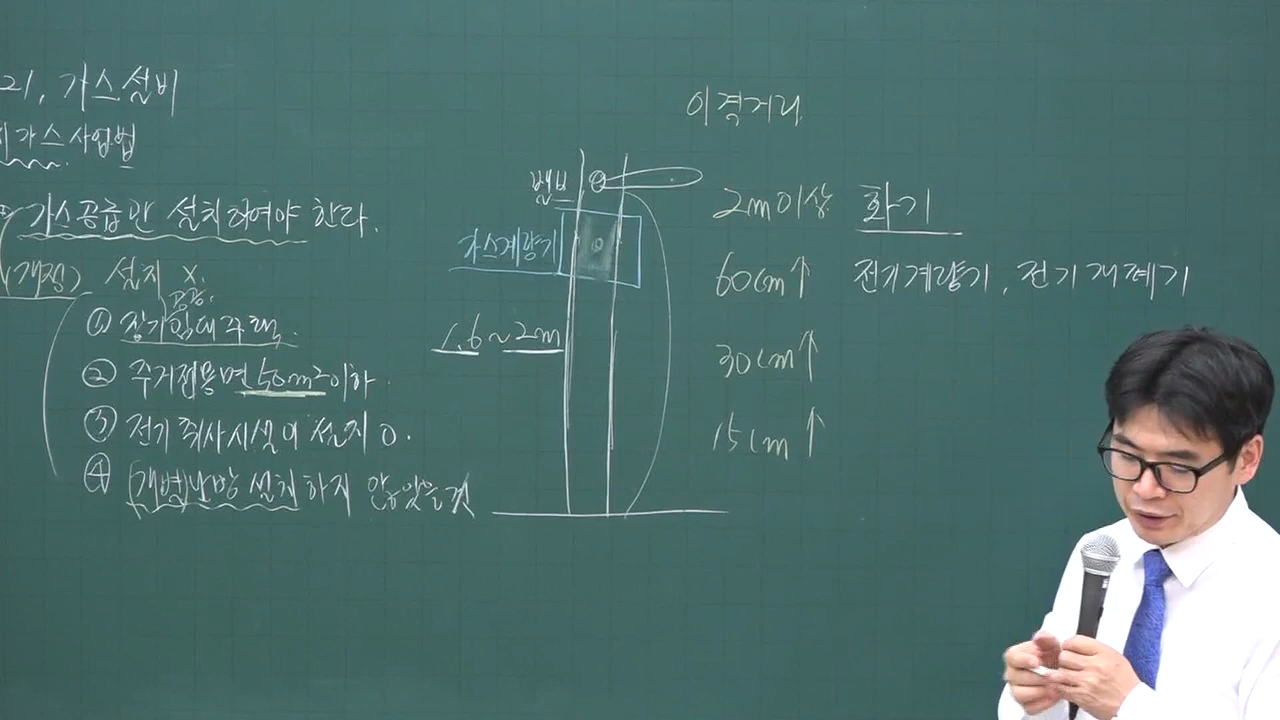 21. 가스설비
시가스사업법
가스공급만 설치하여야 한다.
(개정) 설치 X.
공공.
① 장기임대주택.
② 주거전용면 50m² 이하
③ 전기취사시설이 설치 O.
④ 개별난방 설치하지 않았을 것
밸브
가스계량기
1.6~2m
이격거리
2m이상 화기
60cm↑ 전기계량기, 전기개폐기
30cm↑
15cm↑